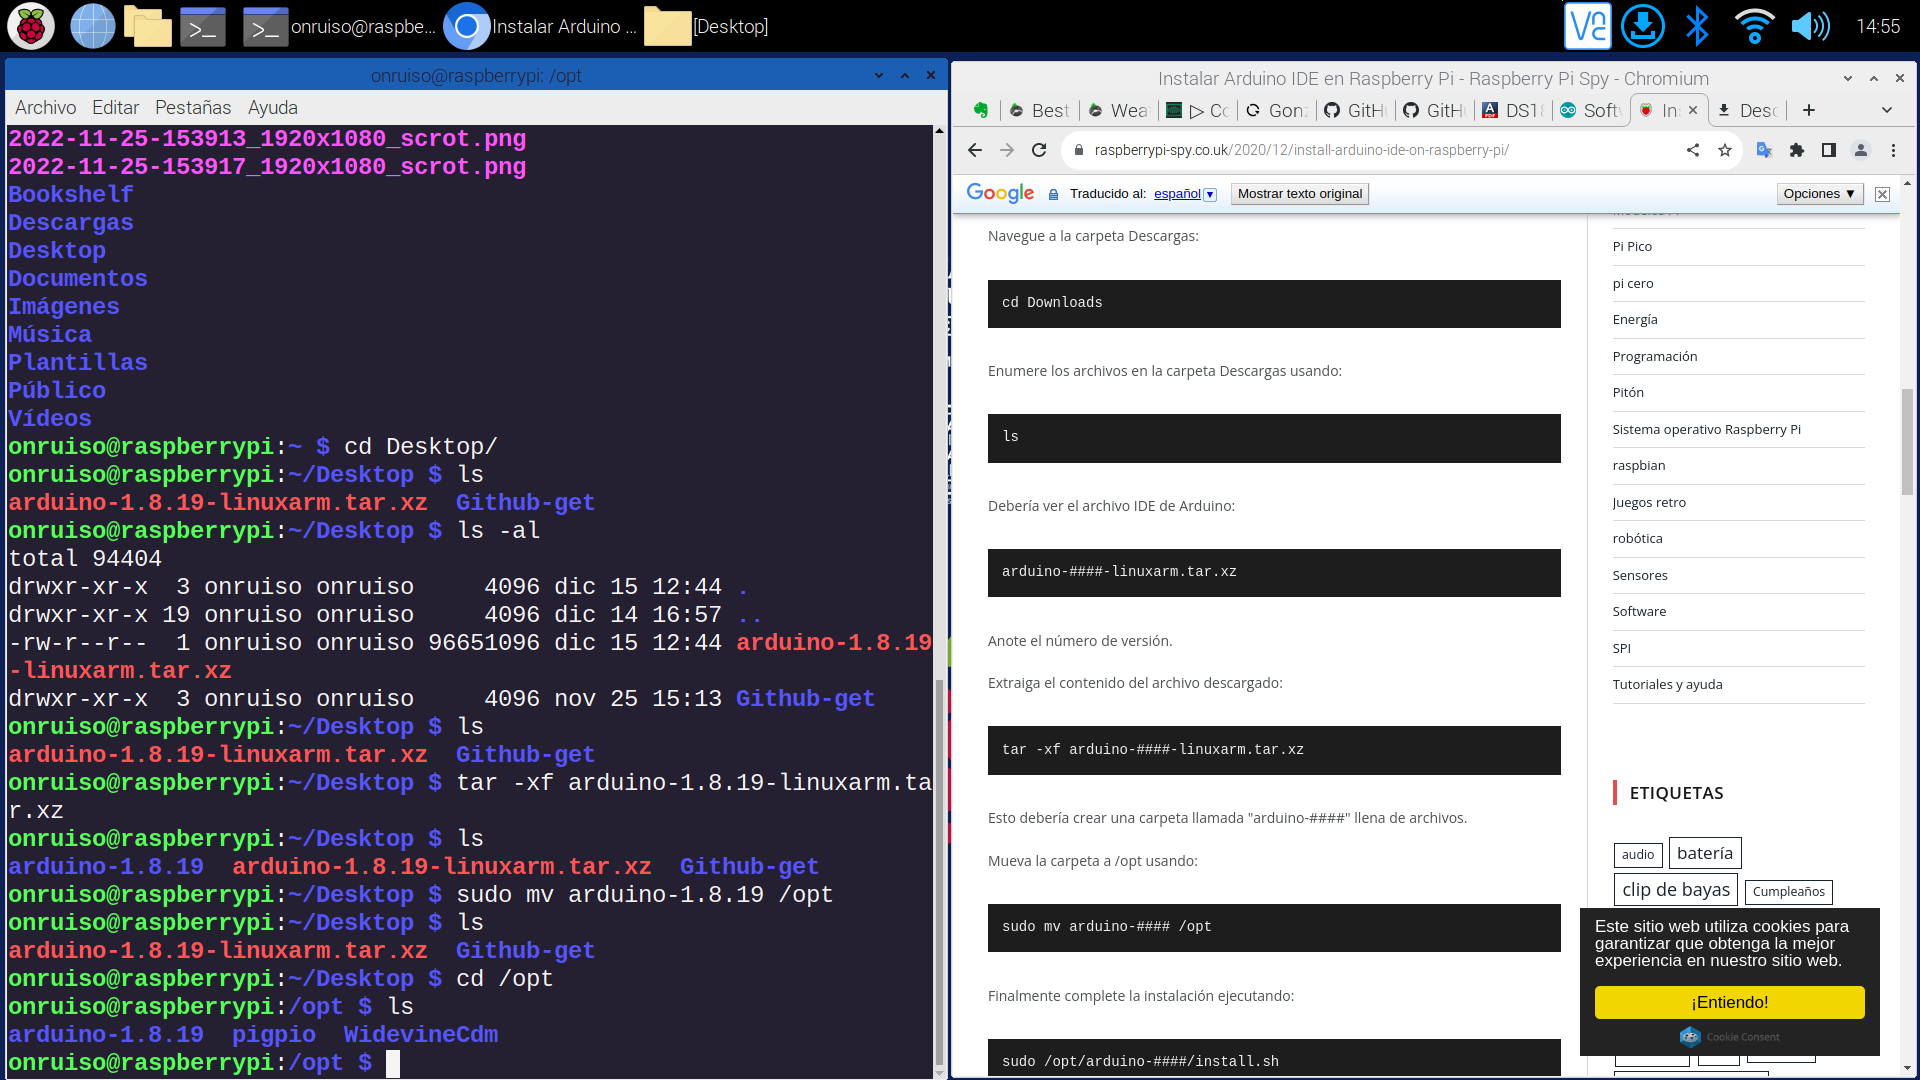 onruiso@raspbe...
Instalar Arduino ...
[Desktop]
14:55
onruiso@raspberrypi: /opt
Archivo Editar Pestañas Ayuda
2022-11-25-153913_1920x1080_scrot.png
2022-11-25-153917_1920x1080_scrot.png
Bookshelf
Descargas
Desktop
Documentos
Imágenes
Música
Plantillas
Público
Vídeos
onruiso@raspberrypi:~ $ cd Desktop/
onruiso@raspberrypi:~/Desktop $ ls
arduino-1.8.19-linuxarm.tar.xz  Github-get
onruiso@raspberrypi:~/Desktop $ ls -al
total 94404
drwxr-xr-x  3 onruiso onruiso     4096 dic 15 12:44 .
drwxr-xr-x 19 onruiso onruiso     4096 dic 14 16:57 ..
-rw-r--r--  1 onruiso onruiso 96651096 dic 15 12:44 arduino-1.8.19
-linuxarm.tar.xz
drwxr-xr-x  3 onruiso onruiso     4096 nov 25 15:13 Github-get
onruiso@raspberrypi:~/Desktop $ ls
arduino-1.8.19-linuxarm.tar.xz  Github-get
onruiso@raspberrypi:~/Desktop $ tar -xf arduino-1.8.19-linuxarm.ta
r.xz
onruiso@raspberrypi:~/Desktop $ ls
arduino-1.8.19  arduino-1.8.19-linuxarm.tar.xz  Github-get
onruiso@raspberrypi:~/Desktop $ sudo mv arduino-1.8.19 /opt
onruiso@raspberrypi:~/Desktop $ ls
arduino-1.8.19-linuxarm.tar.xz  Github-get
onruiso@raspberrypi:~/Desktop $ cd /opt
onruiso@raspberrypi:/opt $ ls
arduino-1.8.19  pigpio  WidevineCdm
onruiso@raspberrypi:/opt $
Instalar Arduino IDE en Raspberry Pi - Raspberry Pi Spy - Chromium
Best Wea Co Gonz GitHu GitHu DS18 Softw In Desc
raspberrypi-spy.co.uk/2020/12/install-arduino-ide-on-raspberry-pi/
Google Traducido al: español Mostrar texto original Opciones ▼
Navegue a la carpeta Descargas:
cd Downloads
Enumere los archivos en la carpeta Descargas usando:
ls
Debería ver el archivo IDE de Arduino:
arduino-####-linuxarm.tar.xz
Anote el número de versión.
Extraiga el contenido del archivo descargado:
tar -xf arduino-####-linuxarm.tar.xz
Esto debería crear una carpeta llamada "arduino-####" llena de archivos.
Mueva la carpeta a /opt usando:
sudo mv arduino-#### /opt
Finalmente complete la instalación ejecutando:
sudo /opt/arduino-####/install.sh
Pi Pico
pi cero
Energía
Programación
Pitón
Sistema operativo Raspberry Pi
raspbian
Juegos retro
robótica
Sensores
Software
SPI
Tutoriales y ayuda
ETIQUETAS
audio batería
clip de bayas Cumpleaños
Este sitio web utiliza cookies para
garantizar que obtenga la mejor
experiencia en nuestro sitio web.
¡Entiendo!
Cookie Consent